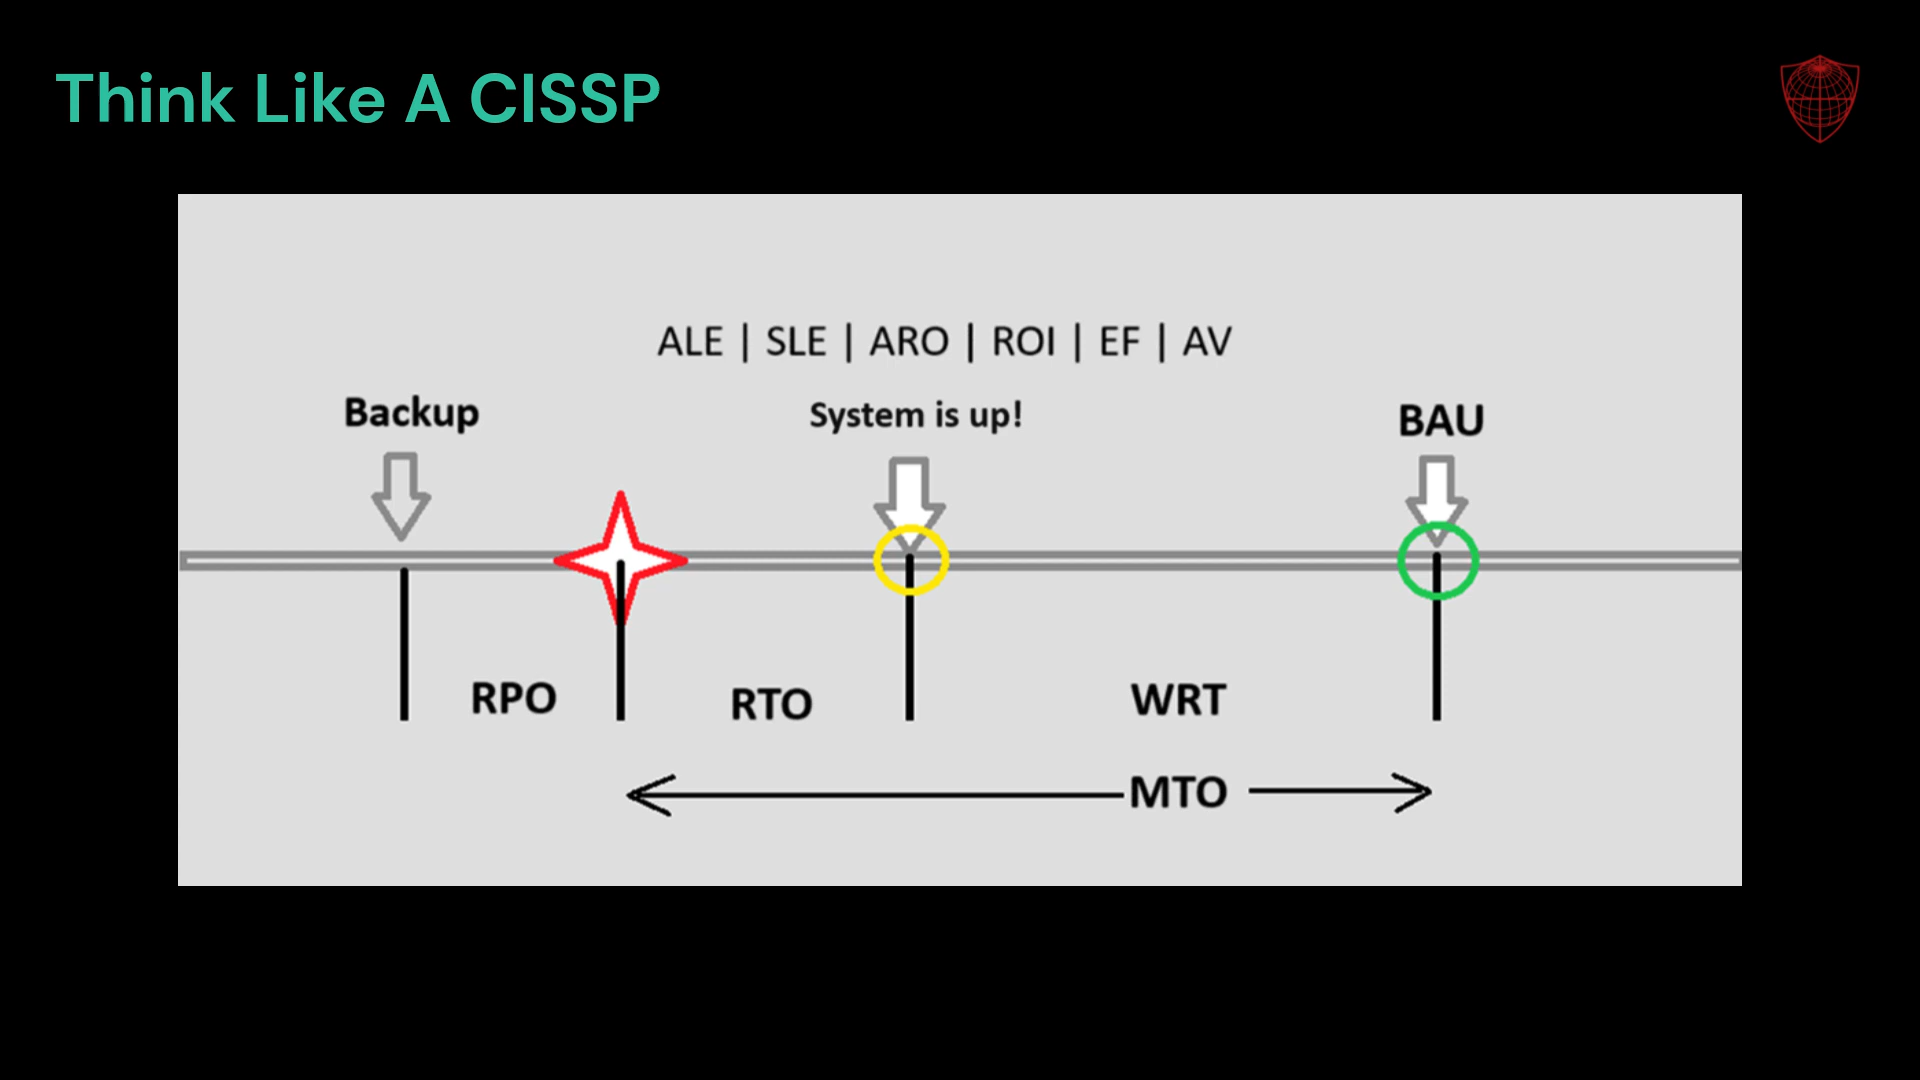 Think Like A CISSP
ALE | SLE | ARO | ROI | EF | AV
Backup
System is up!
BAU
RPO
RTO
WRT
MTO